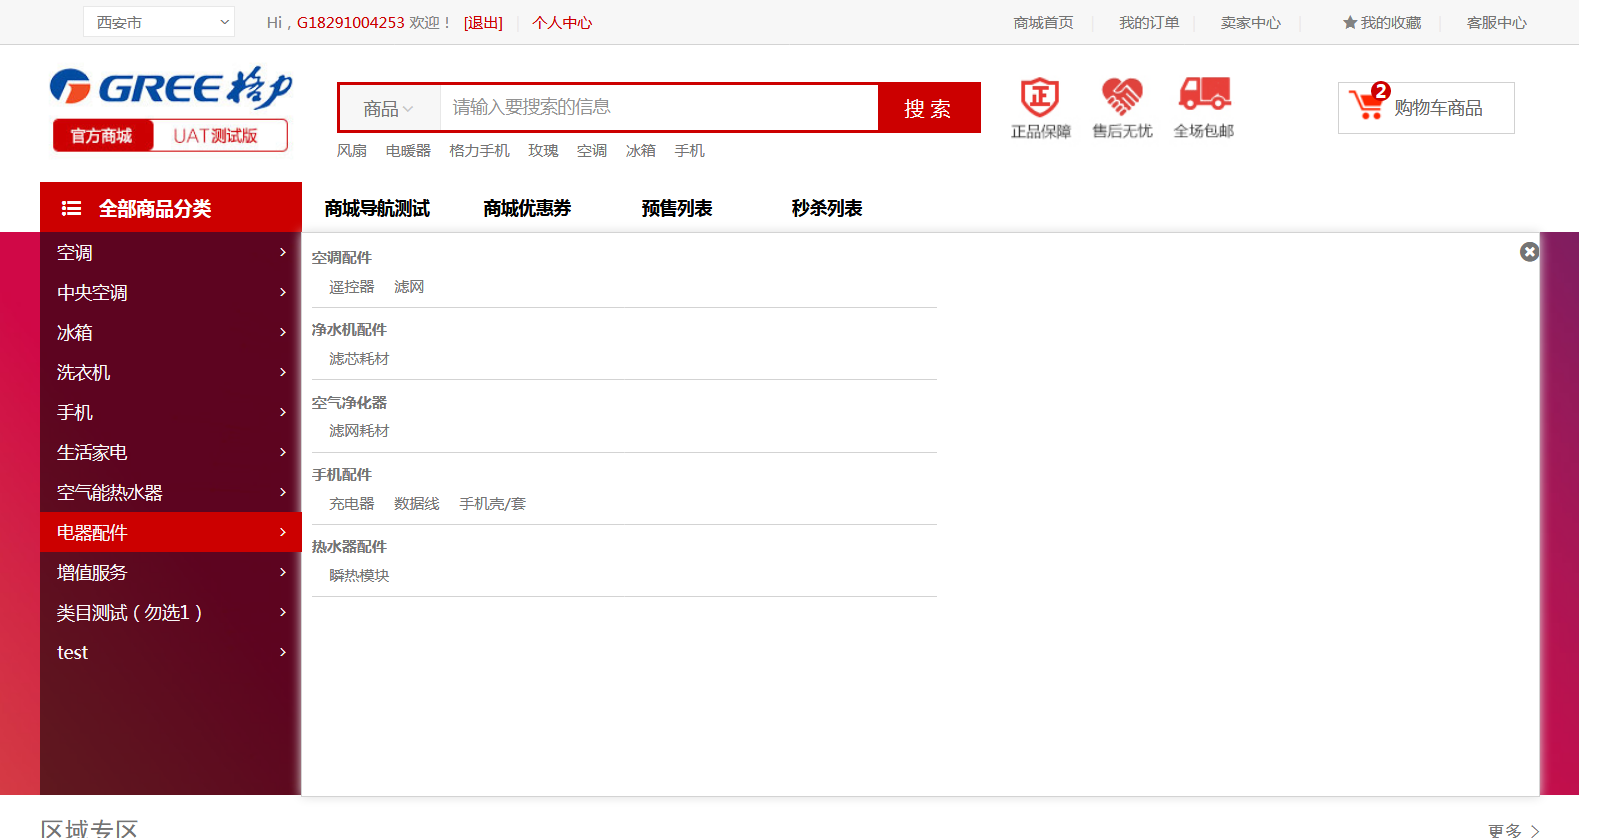 西安市 Hi，G18291004253 欢迎！ [退出] 个人中心 商城首页 我的订单 卖家中心 ★我的收藏 客服中心
GREE格力
官方商城 UAT测试版
商品 请输入要搜索的信息 搜 索
正品保障 售后无忧 全场包邮
2 购物车商品
风扇 电暖器 格力手机 玫瑰 空调 冰箱 手机
全部商品分类 商城导航测试 商城优惠券 预售列表 秒杀列表
空调
中央空调
冰箱
洗衣机
手机
生活家电
空气能热水器
电器配件
增值服务
类目测试（勿选1）
test
空调配件
遥控器 滤网
净水机配件
滤芯耗材
空气净化器
滤网耗材
手机配件
充电器 数据线 手机壳/套
热水器配件
瞬热模块
区域专区 更多